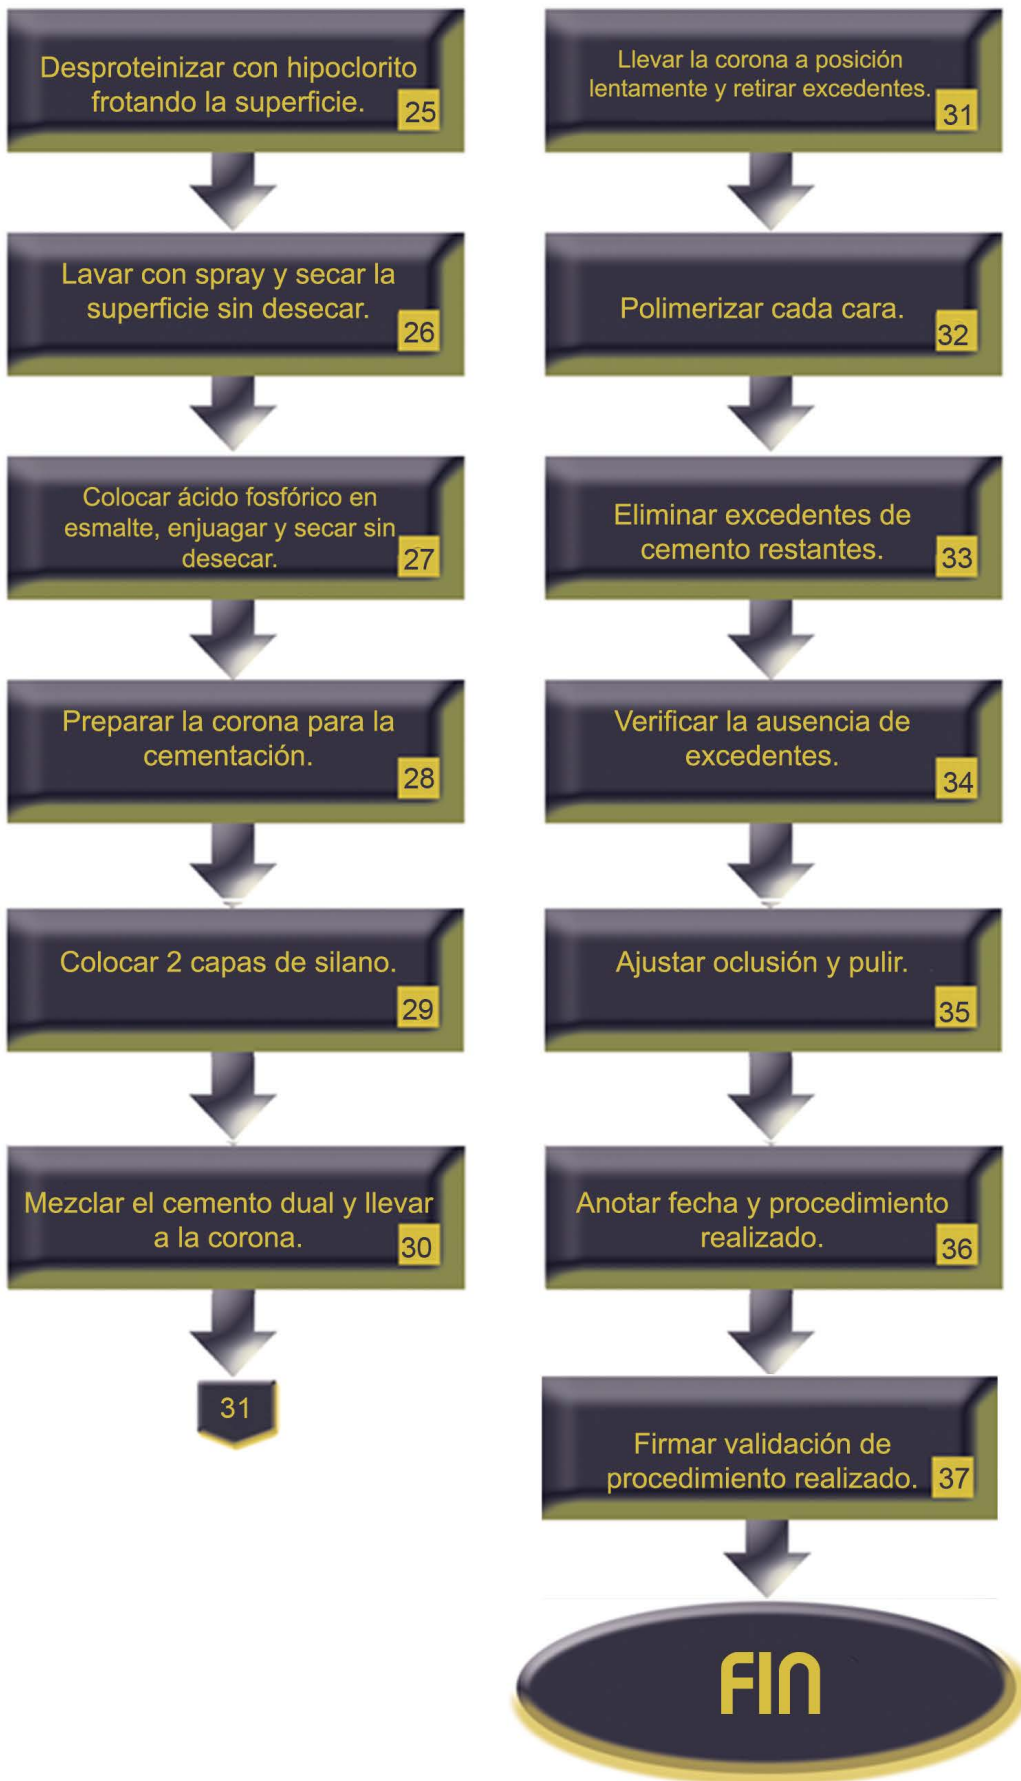 Desproteinizar con hipoclorito
frotando la superficie.
25
Lavar con spray y secar la
superficie sin desecar.
26
Colocar ácido fosfórico en
esmalte, enjuagar y secar sin
desecar.
27
Preparar la corona para la
cementación.
28
Colocar 2 capas de silano.
29
Mezclar el cemento dual y llevar
a la corona.
30
31
Llevar la corona a posición
lentamente y retirar excedentes.
31
Polimerizar cada cara.
32
Eliminar excedentes de
cemento restantes.
33
Verificar la ausencia de
excedentes.
34
Ajustar oclusión y pulir.
35
Anotar fecha y procedimiento
realizado.
36
Firmar validación de
procedimiento realizado.
37
FIN